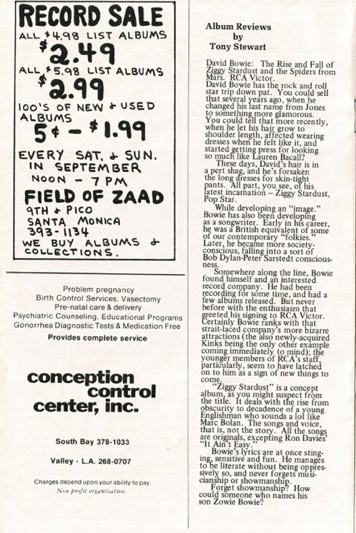 RECORD SALE
ALL $4.98 LIST ALBUMS
$2.49
ALL $5.98 LIST ALBUMS
$2.99
100'S OF NEW & USED
ALBUMS
5¢ - $1.99
EVERY SAT. & SUN.
IN SEPTEMBER
NOON - 7 PM
FIELD OF ZAAD
9TH & PICO
SANTA MONICA
393-1134
WE BUY ALBUMS &
COLLECTIONS.
Problem pregnancy
Birth Control Services, Vasectomy
Pre-natal care & delivery
Psychiatric Counseling, Educational Programs
Gonorrhea Diagnostic Tests & Medication Free
Provides complete service
conception
control
center, inc.
South Bay 378-1033
Valley - L.A. 268-0707
Charges depend upon your ability to pay.
Non profit organization.
Album Reviews
by
Tony Stewart
David Bowie: The Rise and Fall of
Ziggy Stardust and the Spiders from
Mars. RCA Victor.
David Bowie has the rock and roll
star trip down pat. You could sell
that several years ago, when he
changed his last name from Jones
to something more glamorous.
You could tell that more recently,
when he let his hair grow to
shoulder length, affected wearing
dresses when he felt like it, and
started getting press for looking
so much like Lauren Bacall?
These days, David's hair is in
a pert shag, and he's forsaken
the long dresses for skin-tight
pants. All part, you see, of his
latest incarnation – Ziggy Stardust,
Pop Star.
While developing an "image,"
Bowie has also been developing
as a songwriter. Early in his career,
he was a British equivalent of some
of our contemporary "folkies."
Later, he became more society-
conscious, falling into a sort of
Bob Dylan-Peter Sarstedt conscious-
ness.
Somewhere along the line, Bowie
found himself and an interested
record company. He had been
recording for some time, and had a
few albums released. But never
before with the enthusiasm that
greeted his signing to RCA Victor.
Certainly Bowie ranks with that
strait-laced company's more bizarre
attractions (the also newly-acquired
Kinks being the only other example
coming immediately to mind); the
younger members of RCA's staff,
particularly, seem to have latched
on to him as a sign of new things to
come.
"Ziggy Stardust" is a concept
album, as you might suspect from
the title. It deals with the rise from
obscurity to decadence of a young
Englishman who sounds a lot like
Marc Bolan. The songs and voice,
that is, not the story. All the songs
are originals, excepting Ron Davies'
"It Ain't Easy."
Bowie's lyrics are at once sting-
ing, sensitive and fun. He manages
to be literate without being oppres-
sively so, and never forgets musi-
cianship or showmanship.
Forget showmanship? How
could someone who names his
son Zowie Bowie?